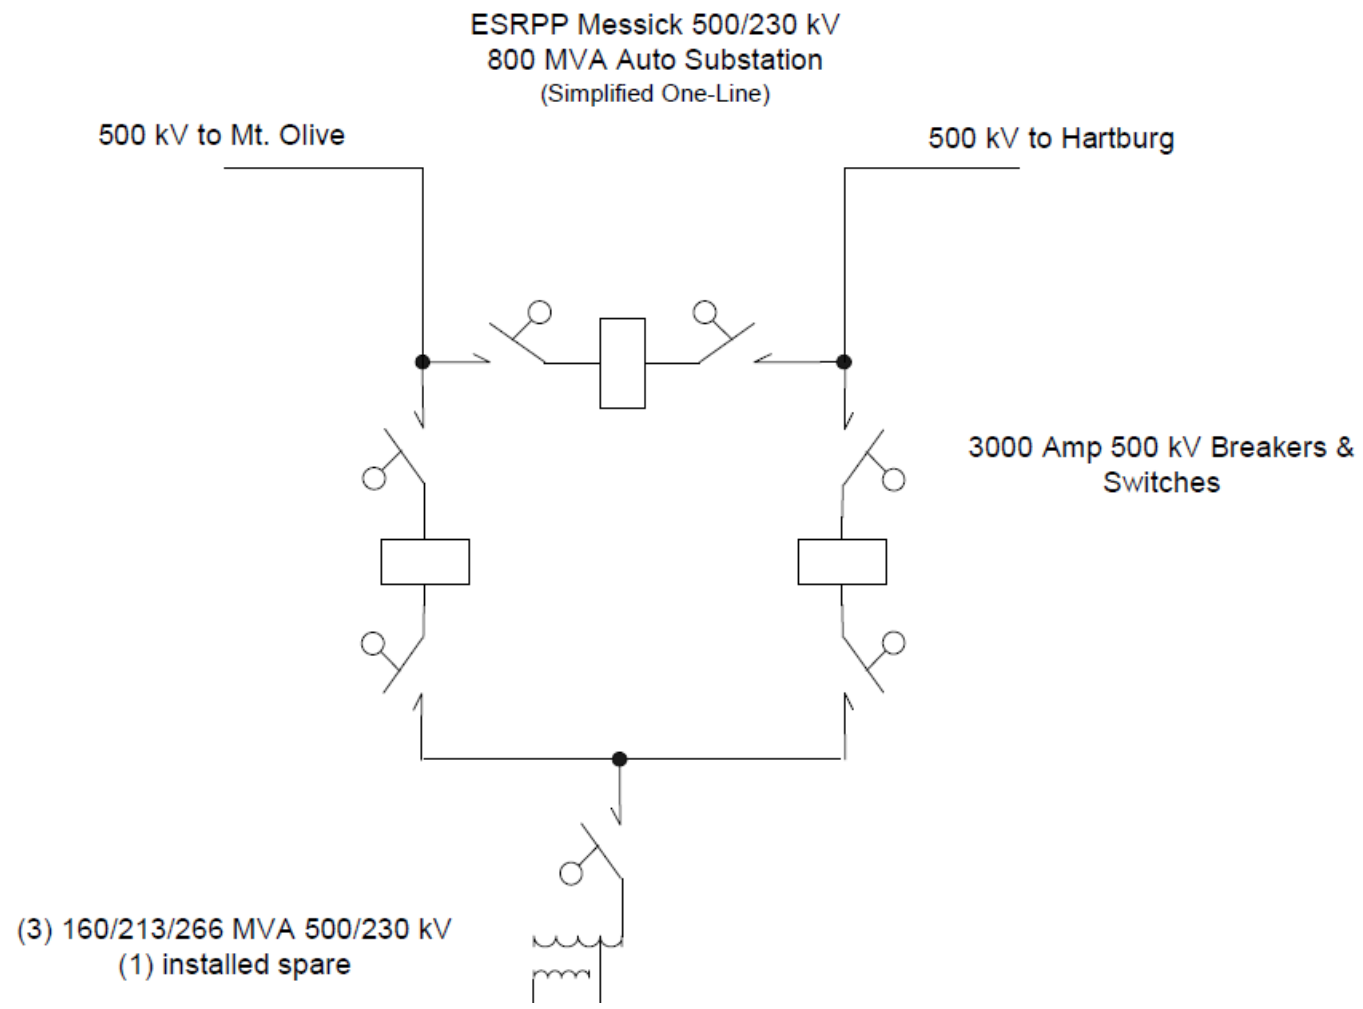 ESRPP Messick 500/230 kV
800 MVA Auto Substation
(Simplified One-Line)
500 kV to Mt. Olive
500 kV to Hartburg
3000 Amp 500 kV Breakers &
Switches
(3) 160/213/266 MVA 500/230 kV
(1) installed spare